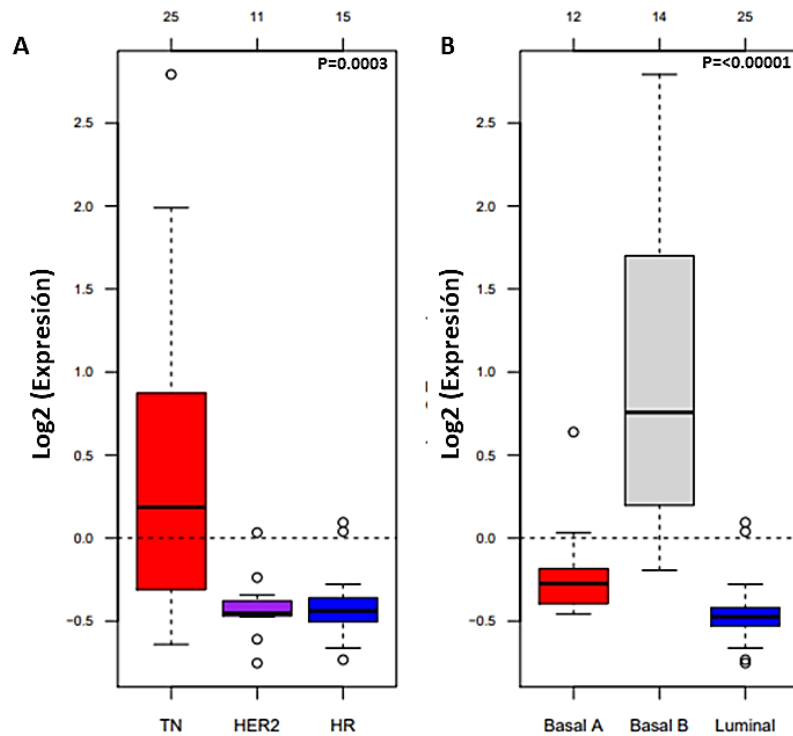 25 11 15
A
P=0.0003
2.5
2.0
1.5
1.0
0.5
0.0
−0.5
Log2 (Expresión)
TN HER2 HR
12 14 25
B
P=<0.00001
2.5
2.0
1.5
1.0
0.5
0.0
−0.5
Log2 (Expresión)
Basal A Basal B Luminal